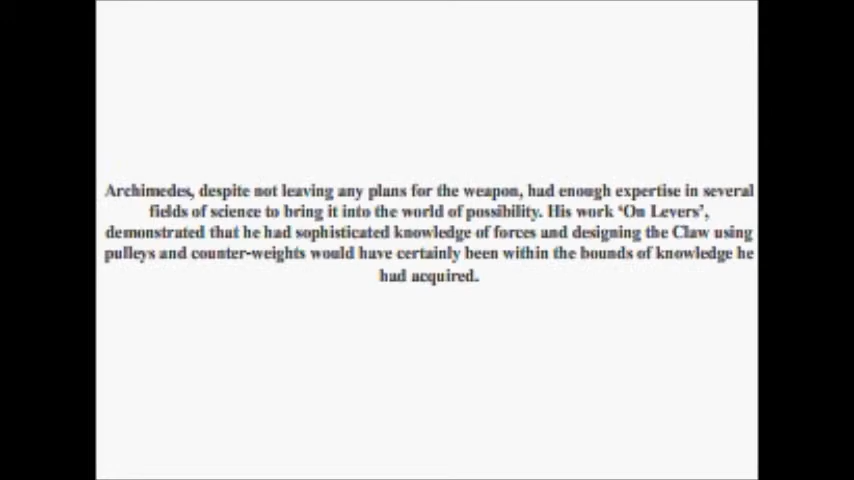 Archimedes, despite not leaving any plans for the weapon, had enough expertise in several
fields of science to bring it into the world of possibility. His work ‘On Levers’,
demonstrated that he had sophisticated knowledge of forces and designing the Claw using
pulleys and counter-weights would have certainly been within the bounds of knowledge he
had acquired.